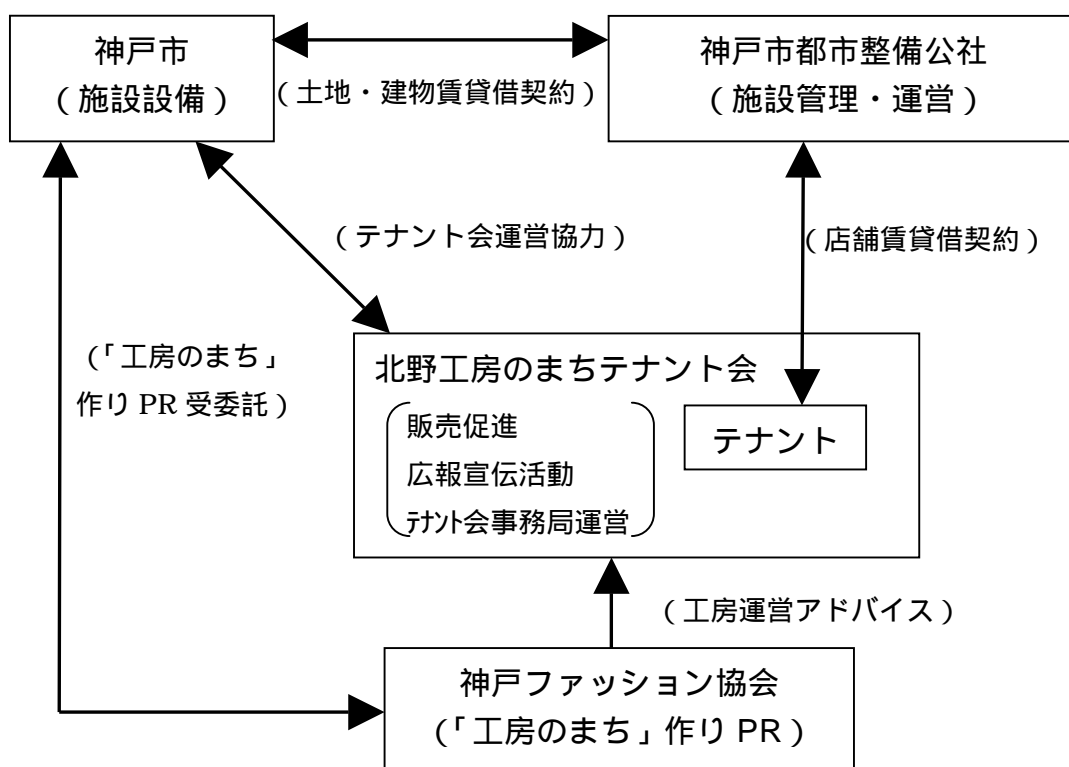 神戸市
（施設設備）
（土地・建物賃貸借契約）
神戸市都市整備公社
（施設管理・運営）
（テナント会運営協力）
（店舗賃貸借契約）
（「工房のまち」
作り PR 受委託）
北野工房のまちテナント会
販売促進
広報宣伝活動
ﾃﾅﾝﾄ会事務局運営
テナント
（工房運営アドバイス）
神戸ファッション協会
（「工房のまち」作り PR）